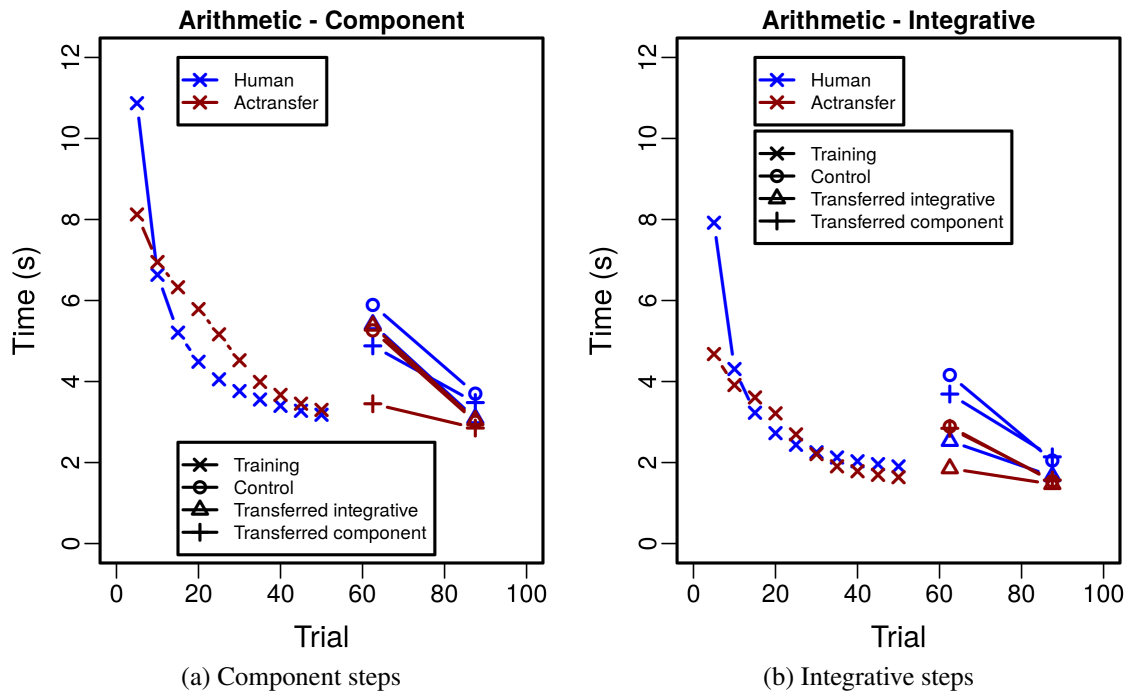 Arithmetic - Component
Time (s)
12
10
8
6
4
2
0
Human
Actransfer
Training
Control
Transferred integrative
Transferred component
0 20 40 60 80 100
Trial
(a) Component steps
Arithmetic - Integrative
Time (s)
12
10
8
6
4
2
0
Human
Actransfer
Training
Control
Transferred integrative
Transferred component
0 20 40 60 80 100
Trial
(b) Integrative steps